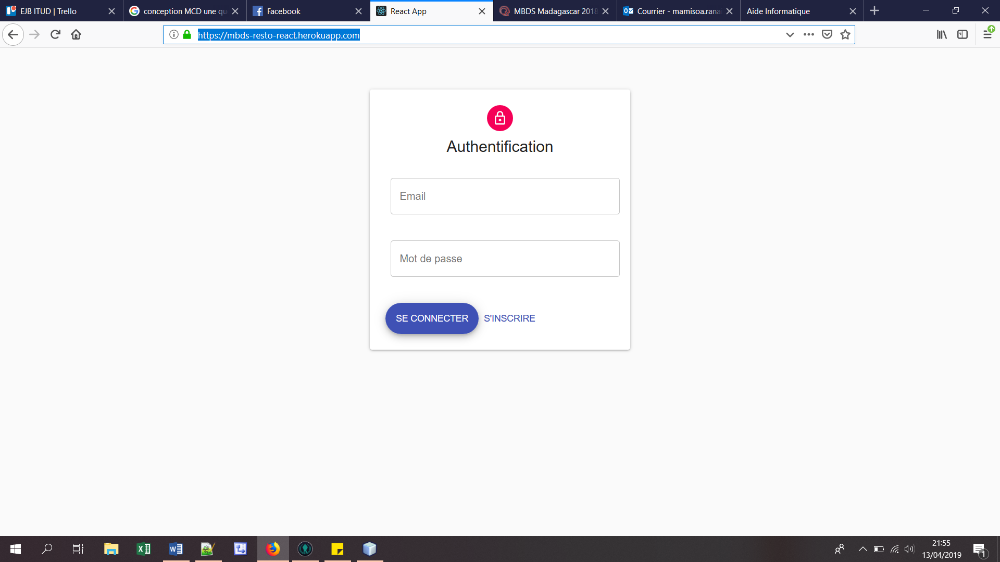 EJB ITUD | Trello
conception MCD une qu
Facebook
React App
MBDS Madagascar 2018
Courrier - mamisoa.rana
Aide Informatique
https://mbds-resto-react.herokuapp.com
Authentification
Email
Mot de passe
SE CONNECTER
S'INSCRIRE
21:55
13/04/2019
1